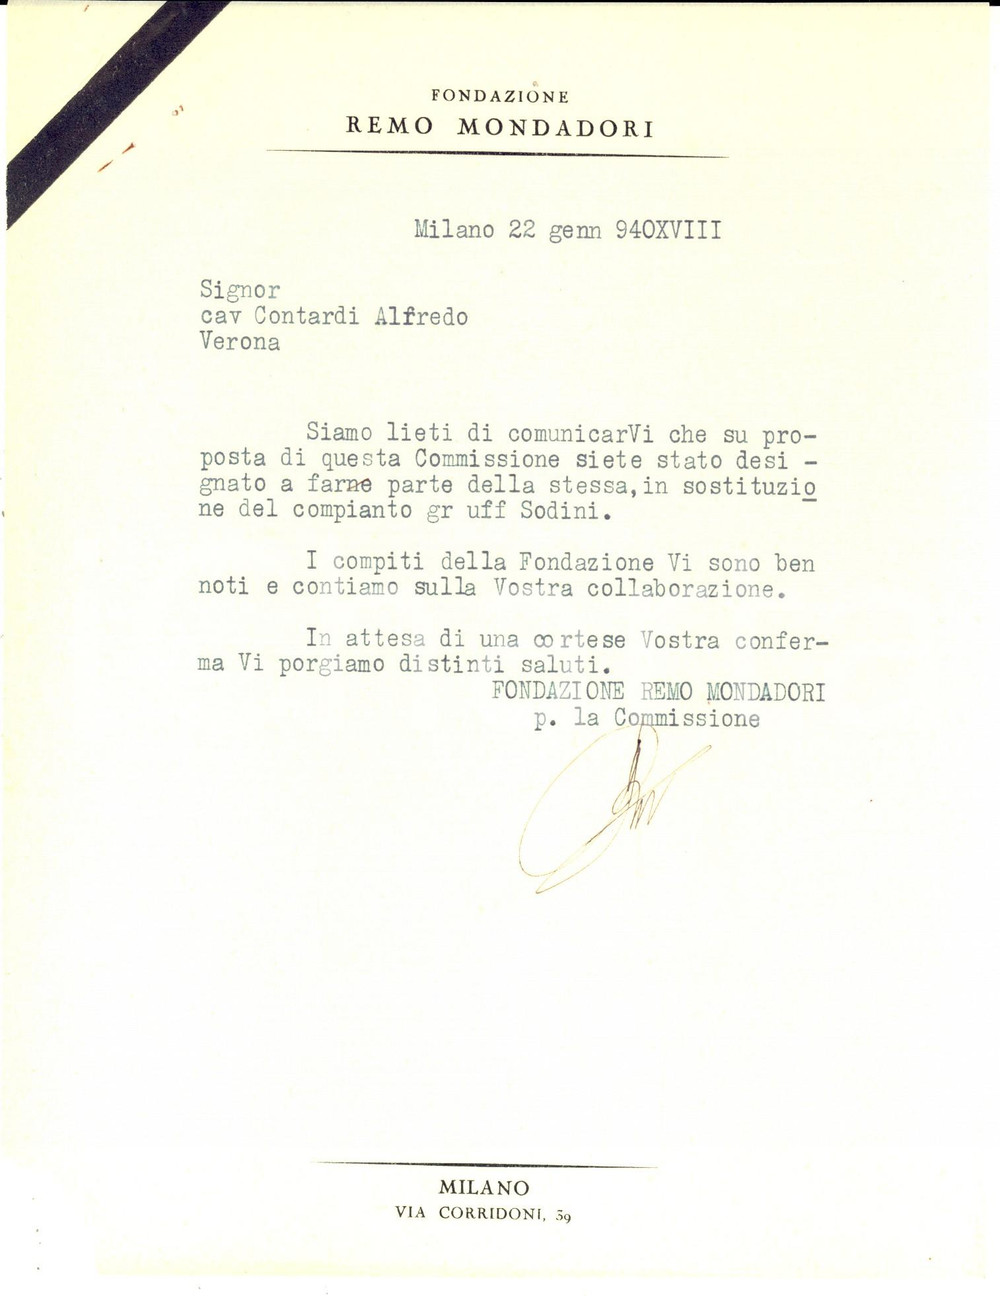 FONDAZIONE
REMO MONDADORI
Milano 22 genn 940XVIII
Signor
cav Contardi Alfredo
Verona
Siamo lieti di comunicarVi che su pro-
posta di questa Commissione siete stato desi -
gnato a farne parte della stessa,in sostituzio
ne del compianto gr uff Sodini.
I compiti della Fondazione Vi sono ben
noti e contiamo sulla Vostra collaborazione.
In attesa di una cortese Vostra confer-
ma Vi porgiamo distinti saluti.
FONDAZIONE REMO MONDADORI
p. la Commissione
MILANO
VIA CORRIDONI, 39